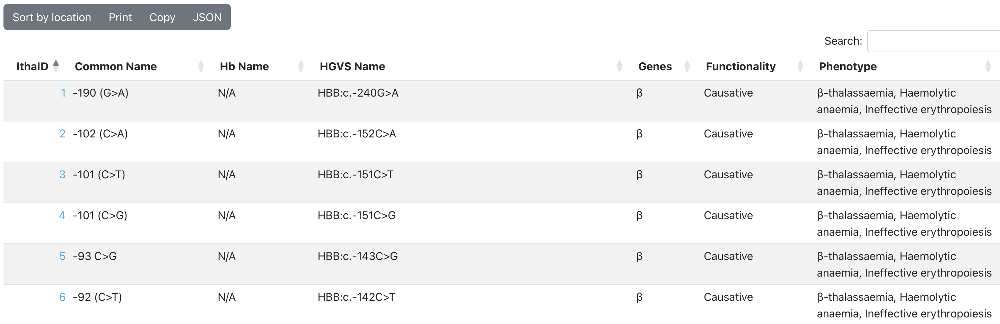 Sort by location Print Copy JSON
Search:
IthaID Common Name Hb Name HGVS Name Genes Functionality Phenotype
1 -190 (G>A) N/A HBB:c.-240G>A β Causative β-thalassaemia, Haemolytic
anaemia, Ineffective erythropoiesis
2 -102 (C>A) N/A HBB:c.-152C>A β Causative β-thalassaemia, Haemolytic
anaemia, Ineffective erythropoiesis
3 -101 (C>T) N/A HBB:c.-151C>T β Causative β-thalassaemia, Haemolytic
anaemia, Ineffective erythropoiesis
4 -101 (C>G) N/A HBB:c.-151C>G β Causative β-thalassaemia, Haemolytic
anaemia, Ineffective erythropoiesis
5 -93 C>G N/A HBB:c.-143C>G β Causative β-thalassaemia, Haemolytic
anaemia, Ineffective erythropoiesis
6 -92 (C>T) N/A HBB:c.-142C>T β Causative β-thalassaemia, Haemolytic
anaemia, Ineffective erythropoiesis